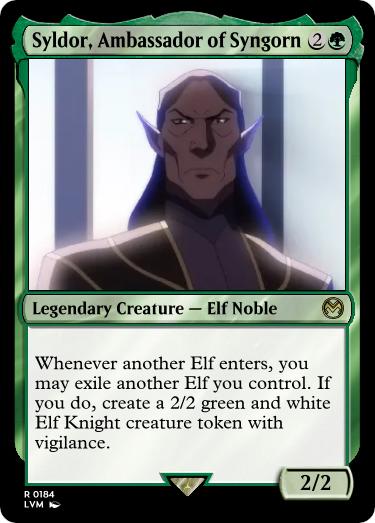 Syldor, Ambassador of Syngorn 2
Legendary Creature — Elf Noble
Whenever another Elf enters, you
may exile another Elf you control. If
you do, create a 2/2 green and white
Elf Knight creature token with
vigilance.
2/2
R 0184
LVM